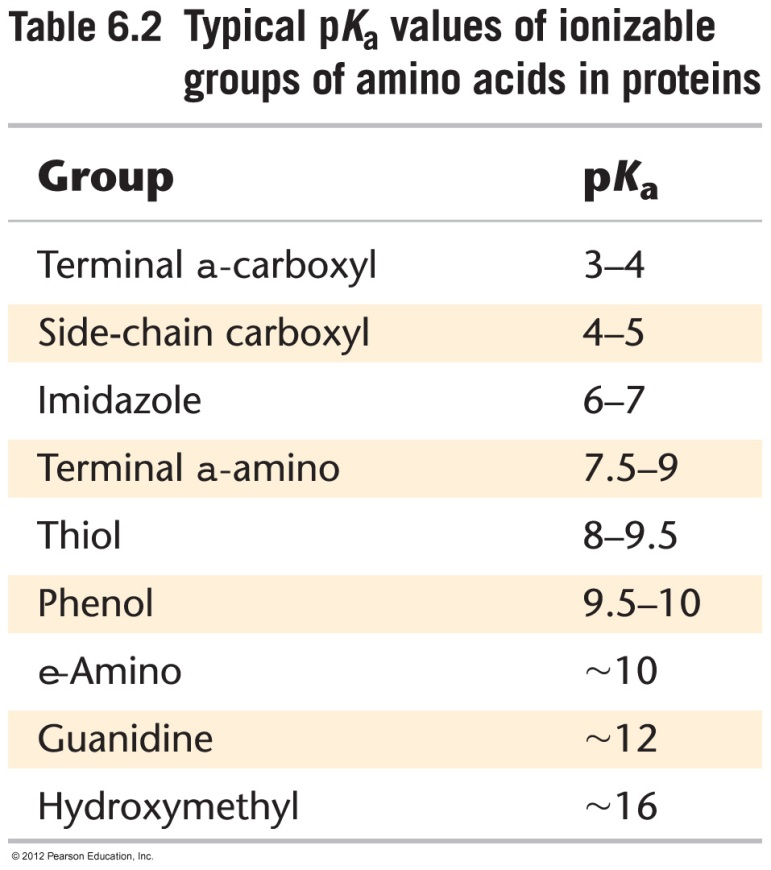 Table 6.2 Typical pKa values of ionizable
groups of amino acids in proteins
Group pKa
Terminal a-carboxyl 3–4
Side-chain carboxyl 4–5
Imidazole 6–7
Terminal a-amino 7.5–9
Thiol 8–9.5
Phenol 9.5–10
e-Amino ~10
Guanidine ~12
Hydroxymethyl ~16
© 2012 Pearson Education, Inc.